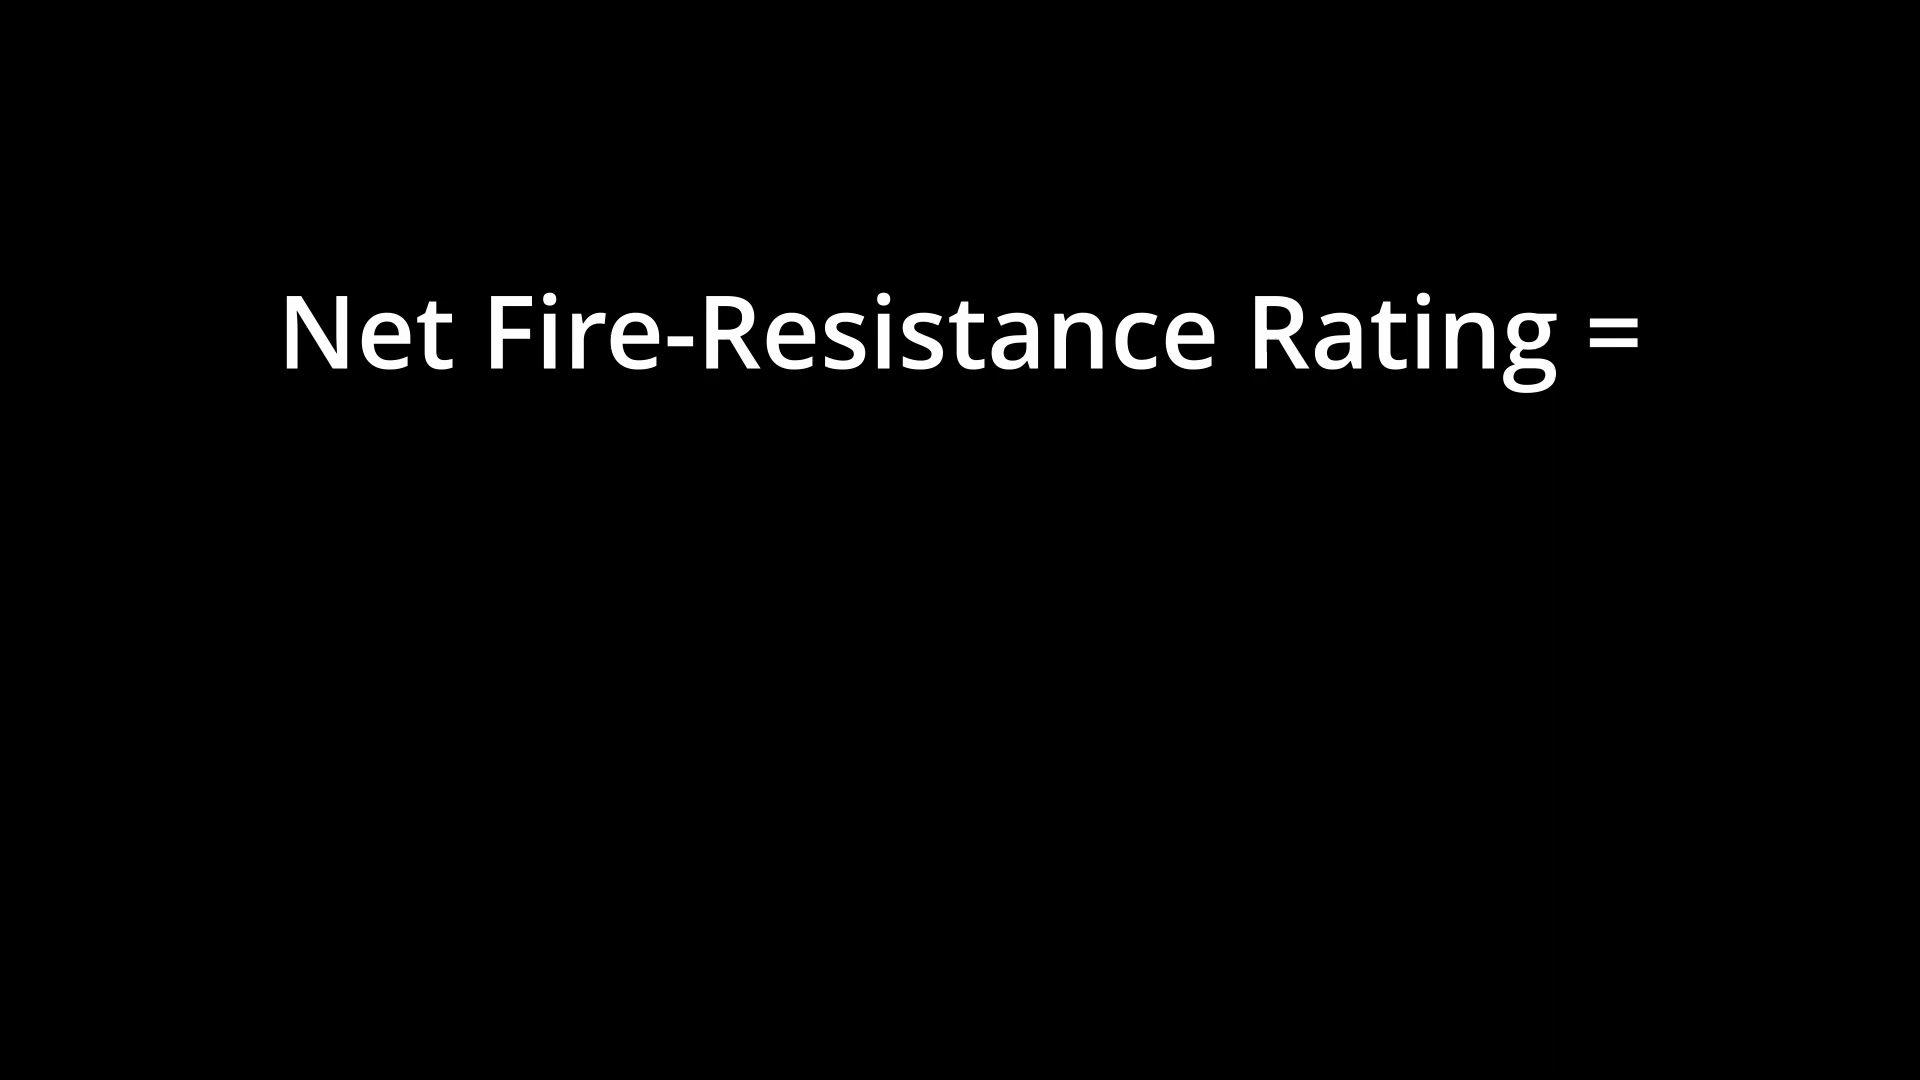 Net Fire-Resistance Rating =